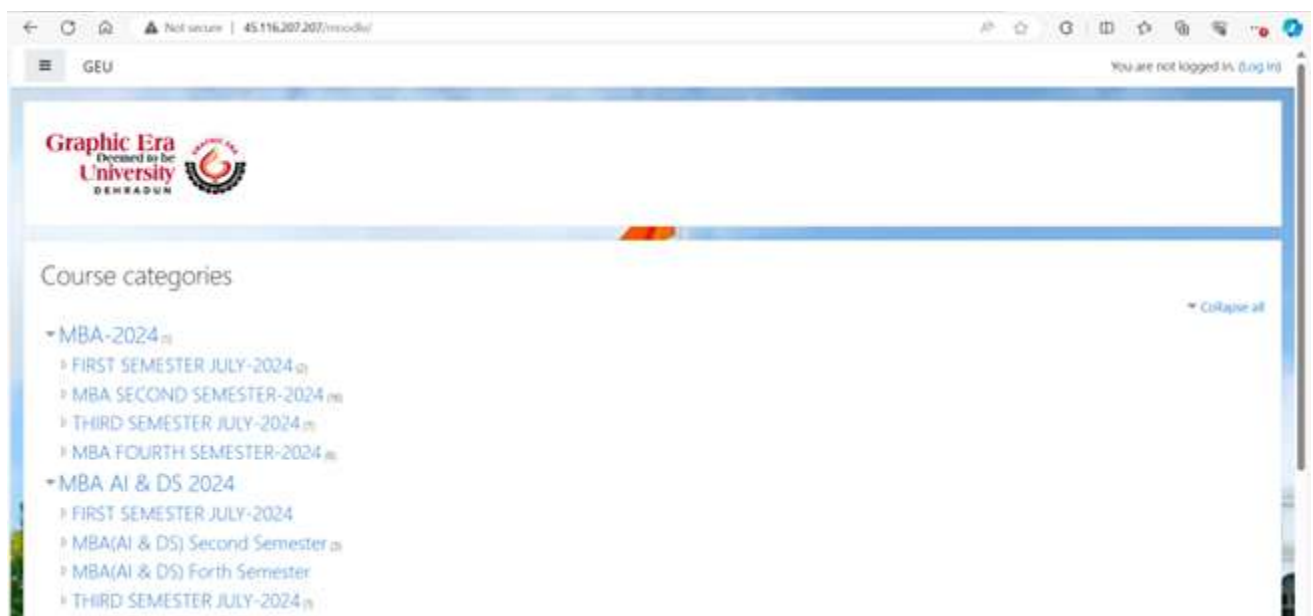 Not secure | 45.116.207.207/moodle/
GEU
You are not logged in. (Log in)
Graphic Era
Deemed to be
University
DEHRADUN
Course categories
Collapse all
MBA-2024
FIRST SEMESTER JULY-2024
MBA SECOND SEMESTER-2024
THIRD SEMESTER JULY-2024
MBA FOURTH SEMESTER-2024
MBA AI & DS 2024
FIRST SEMESTER JULY-2024
MBA(AI & DS) Second Semester
MBA(AI & DS) Forth Semester
THIRD SEMESTER JULY-2024